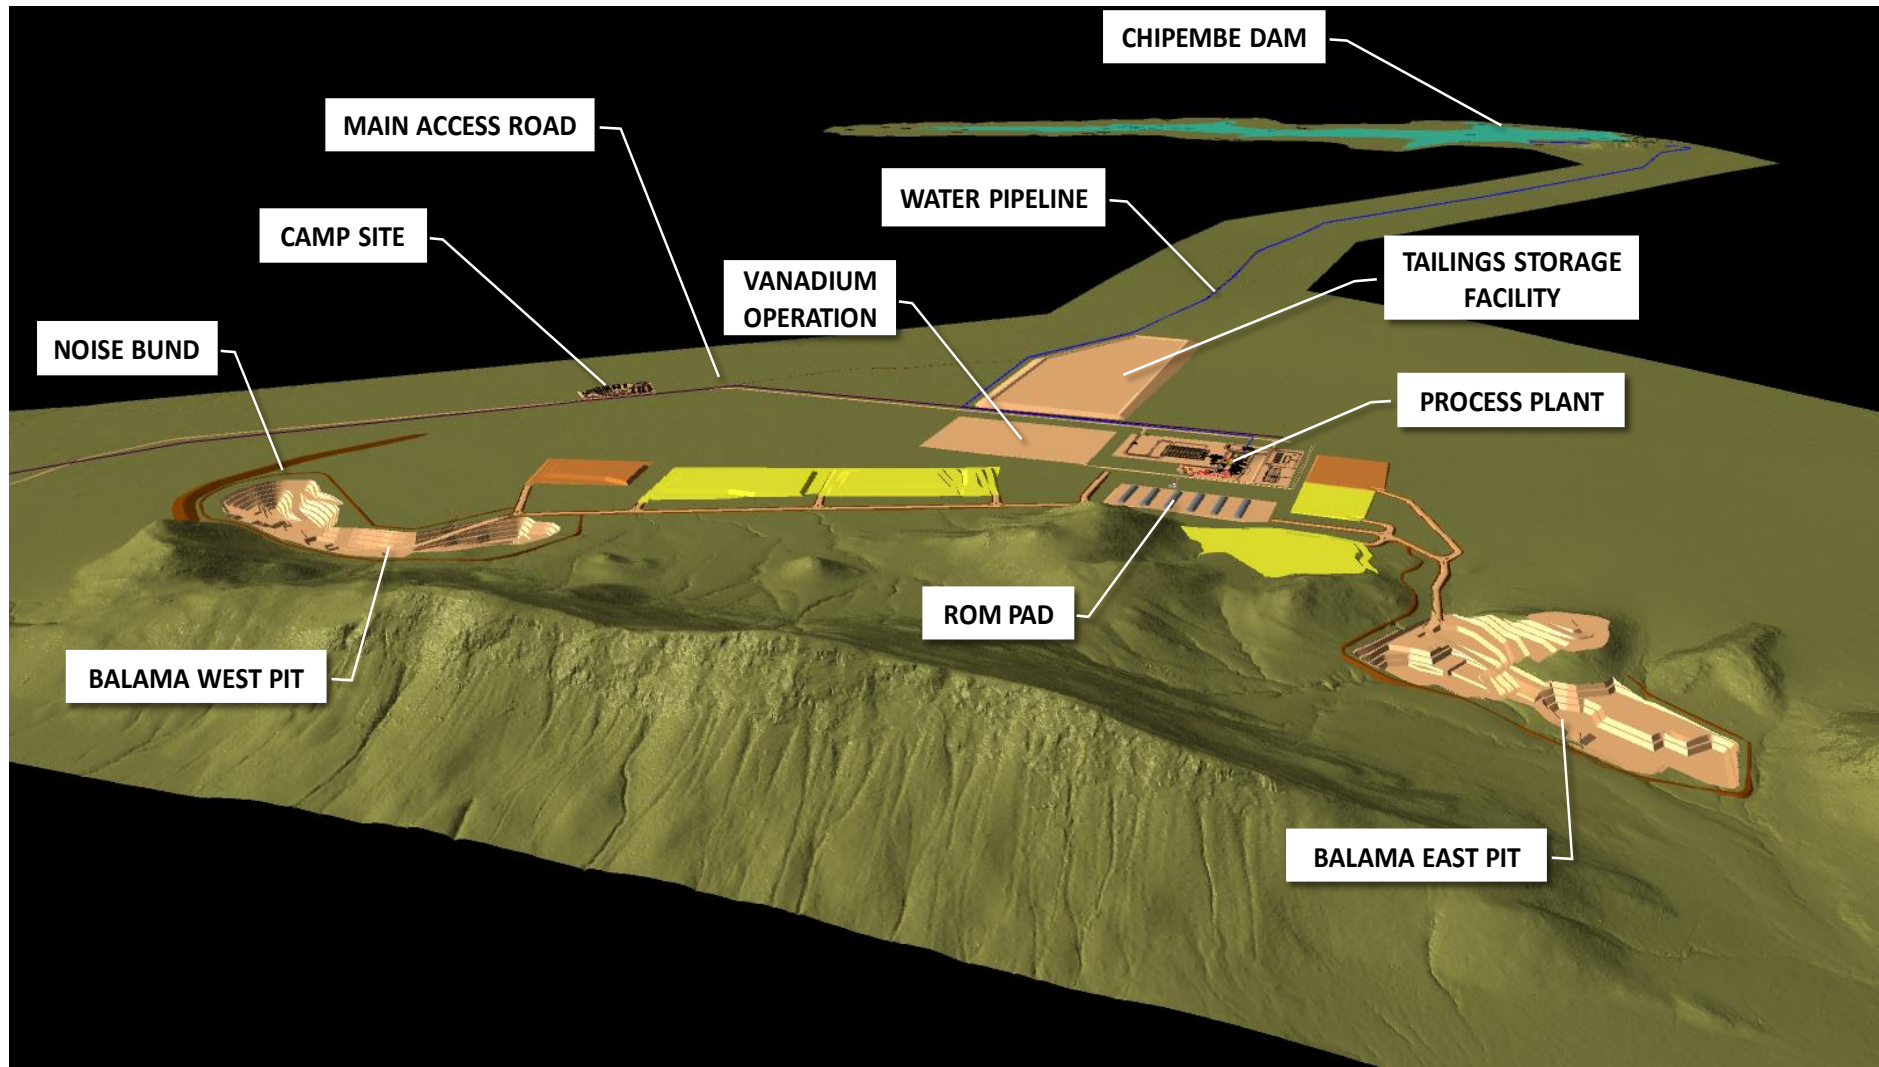 CHIPEMBE DAM
MAIN ACCESS ROAD
WATER PIPELINE
CAMP SITE
TAILINGS STORAGE
FACILITY
VANADIUM
OPERATION
NOISE BUND
PROCESS PLANT
ROM PAD
BALAMA WEST PIT
BALAMA EAST PIT